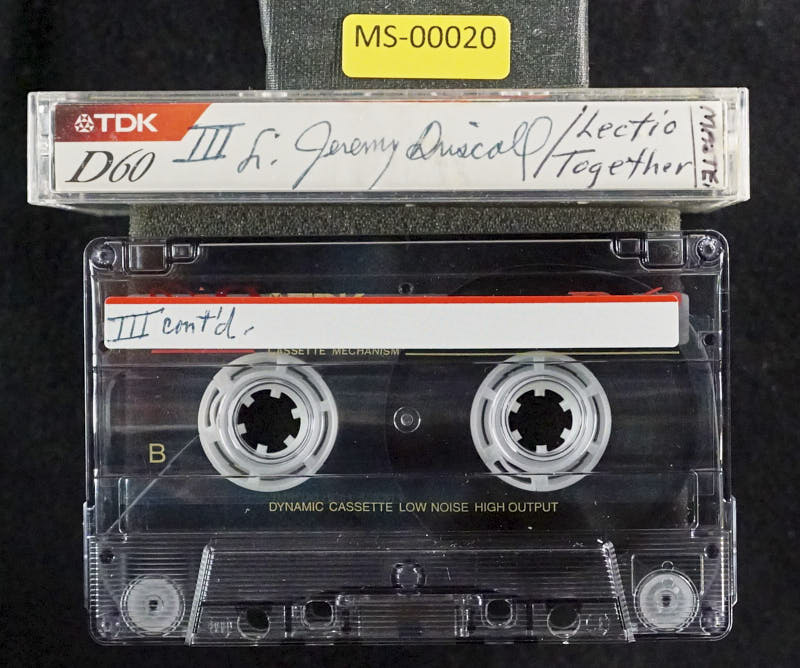 MS-00020
TDK
D60
III Fr. Jeremy Driscoll / Lectio
Together
MASTER
III cont'd.
CASSETTE MECHANISM
B
DYNAMIC CASSETTE LOW NOISE HIGH OUTPUT